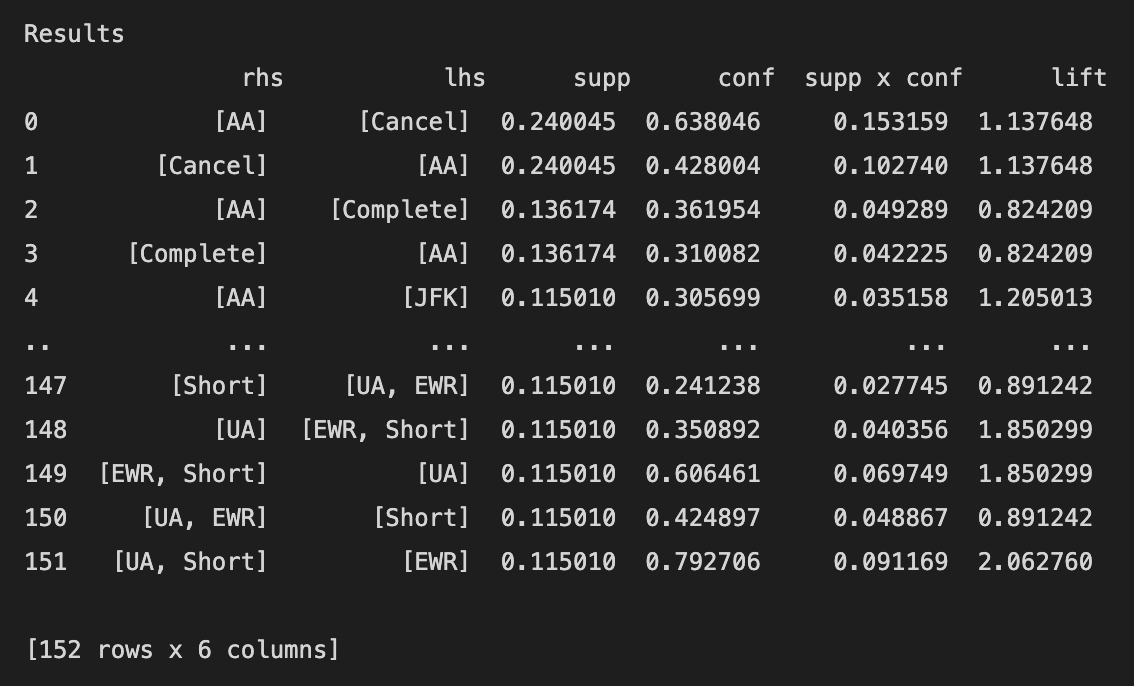 Results
rhs lhs supp conf supp x conf lift
0 [AA] [Cancel] 0.240045 0.638046 0.153159 1.137648
1 [Cancel] [AA] 0.240045 0.428004 0.102740 1.137648
2 [AA] [Complete] 0.136174 0.361954 0.049289 0.824209
3 [Complete] [AA] 0.136174 0.310082 0.042225 0.824209
4 [AA] [JFK] 0.115010 0.305699 0.035158 1.205013
.. ... ... ... ... ... ...
147 [Short] [UA, EWR] 0.115010 0.241238 0.027745 0.891242
148 [UA] [EWR, Short] 0.115010 0.350892 0.040356 1.850299
149 [EWR, Short] [UA] 0.115010 0.606461 0.069749 1.850299
150 [UA, EWR] [Short] 0.115010 0.424897 0.048867 0.891242
151 [UA, Short] [EWR] 0.115010 0.792706 0.091169 2.062760
[152 rows x 6 columns]